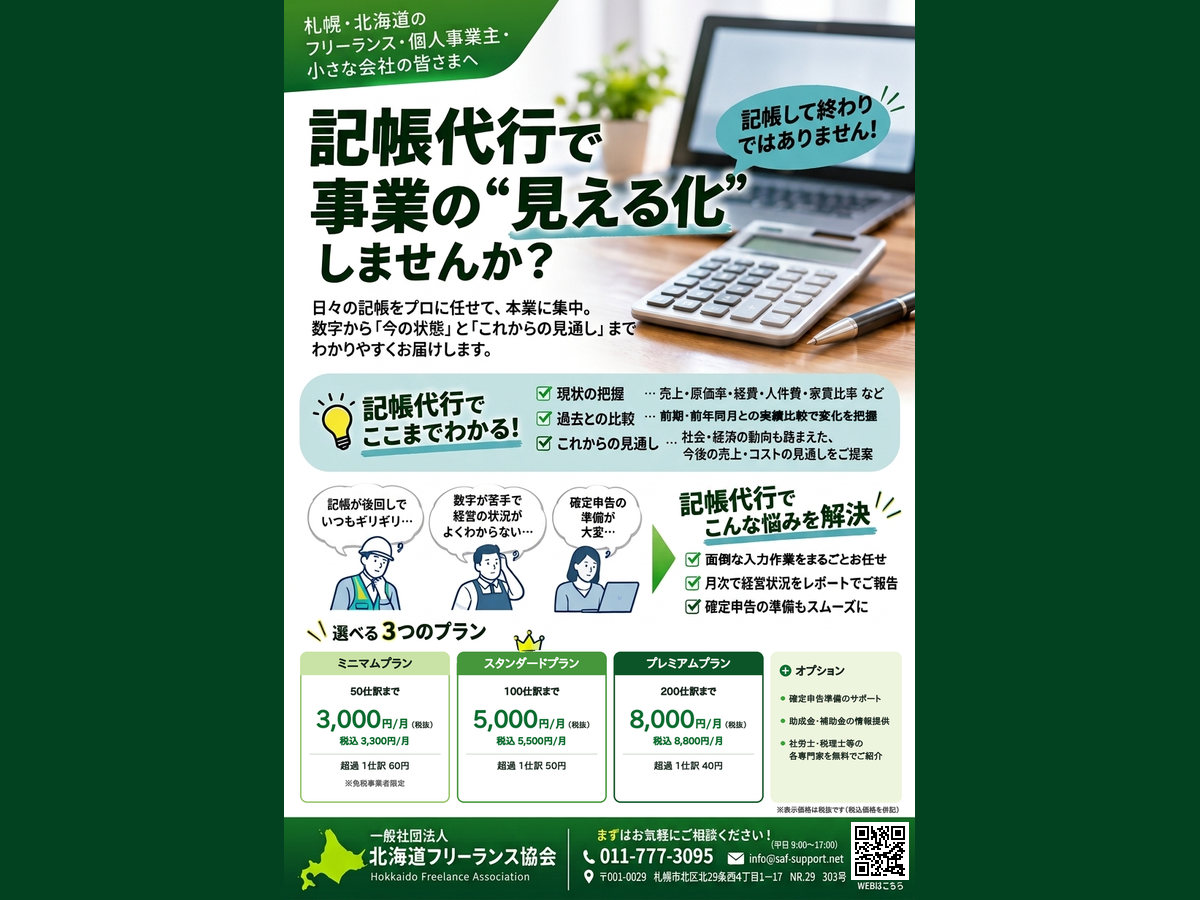 札幌・北海道の
フリーランス・個人事業主・
小さな会社の皆さまへ
記帳代行で
事業の“見える化”
しませんか？
記帳して終わり
ではありません！
日々の記帳をプロに任せて、本業に集中。
数字から「今の状態」と「これからの見通し」まで
わかりやすくお届けします。
記帳代行で
ここまでわかる！
現状の把握 … 売上・原価率・経費・人件費・家賃比率 など
過去との比較 … 前期・前年同月との実績比較で変化を把握
これからの見通し … 社会・経済の動向も踏まえた、
今後の売上・コストの見通しをご提案
記帳が後回しで
いつもギリギリ…
数字が苦手で
経営の状況が
よくわからない…
確定申告の
準備が
大変…
記帳代行で
こんな悩みを解決
面倒な入力作業をまるごとお任せ
月次で経営状況をレポートでご報告
確定申告の準備もスムーズに
選べる3つのプラン
ミニマムプラン
50仕訳まで
3,000円/月（税抜）
税込 3,300円/月
超過 1仕訳 60円
※免税事業者限定
スタンダードプラン
100仕訳まで
5,000円/月（税抜）
税込 5,500円/月
超過 1仕訳 50円
プレミアムプラン
200仕訳まで
8,000円/月（税抜）
税込 8,800円/月
超過 1仕訳 40円
オプション
確定申告準備のサポート
助成金・補助金の情報提供
社労士・税理士等の
各専門家を無料でご紹介
※表示価格は税抜です（税込価格を併記）
一般社団法人
北海道フリーランス協会
Hokkaido Freelance Association
まずはお気軽にご相談ください！
（平日 9:00〜17:00）
011-777-3095 info@saf-support.net
〒001-0029 札幌市北区北29条西4丁目1−17 NR.29 303号
WEBはこちら